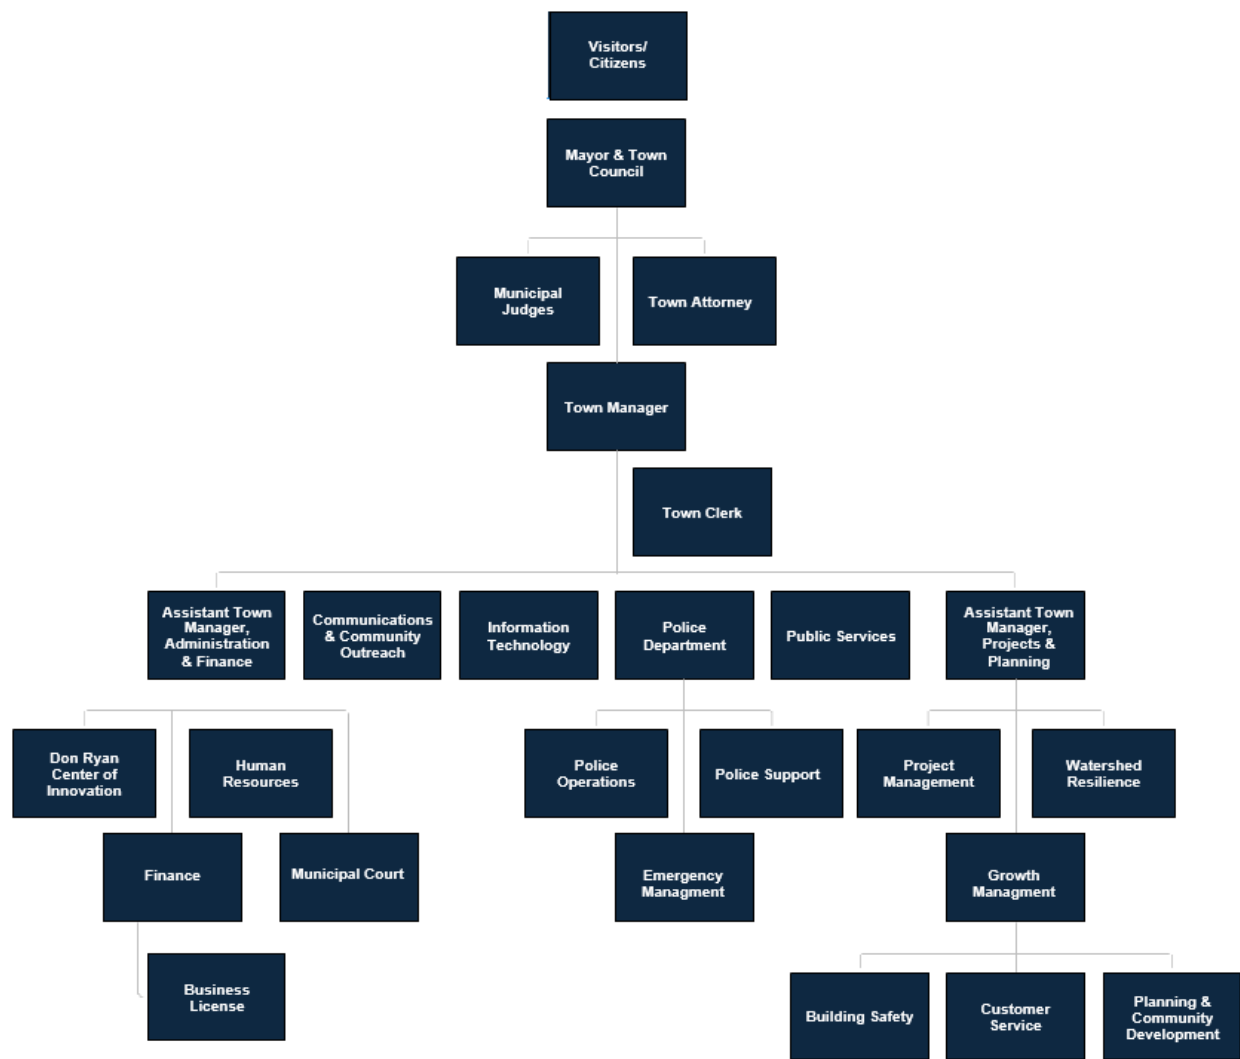 Visitors/
Citizens
Mayor & Town
Council
Municipal
Judges
Town Attorney
Town Manager
Town Clerk
Assistant Town
Manager,
Administration
& Finance
Communications
& Community
Outreach
Information
Technology
Police
Department
Public Services
Assistant Town
Manager,
Projects &
Planning
Don Ryan
Center of
Innovation
Human
Resources
Police
Operations
Police Support
Project
Management
Watershed
Resilience
Finance
Municipal Court
Emergency
Managment
Growth
Managment
Business
License
Building Safety
Customer
Service
Planning &
Community
Development